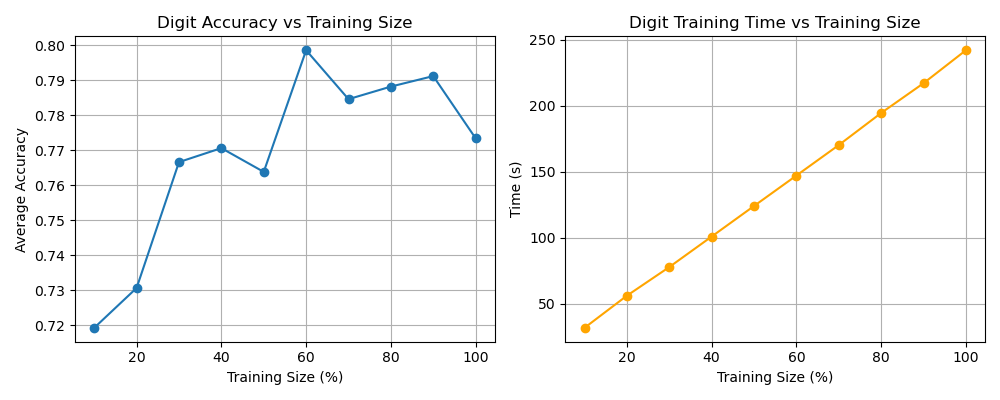 Digit Accuracy vs Training Size
0.80
0.79
0.78
0.77
0.76
0.75
0.74
0.73
0.72
Average Accuracy
20 40 60 80 100
Training Size (%)
Digit Training Time vs Training Size
250
200
150
100
50
Time (s)
20 40 60 80 100
Training Size (%)